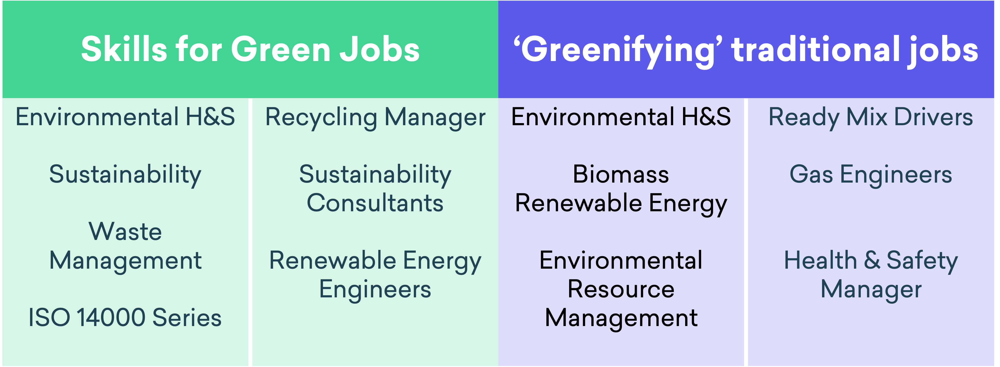 Skills for Green Jobs
‘Greenifying’ traditional jobs
Environmental H&S
Sustainability
Waste
Management
ISO 14000 Series
Recycling Manager
Sustainability
Consultants
Renewable Energy
Engineers
Environmental H&S
Biomass
Renewable Energy
Environmental
Resource
Management
Ready Mix Drivers
Gas Engineers
Health & Safety
Manager